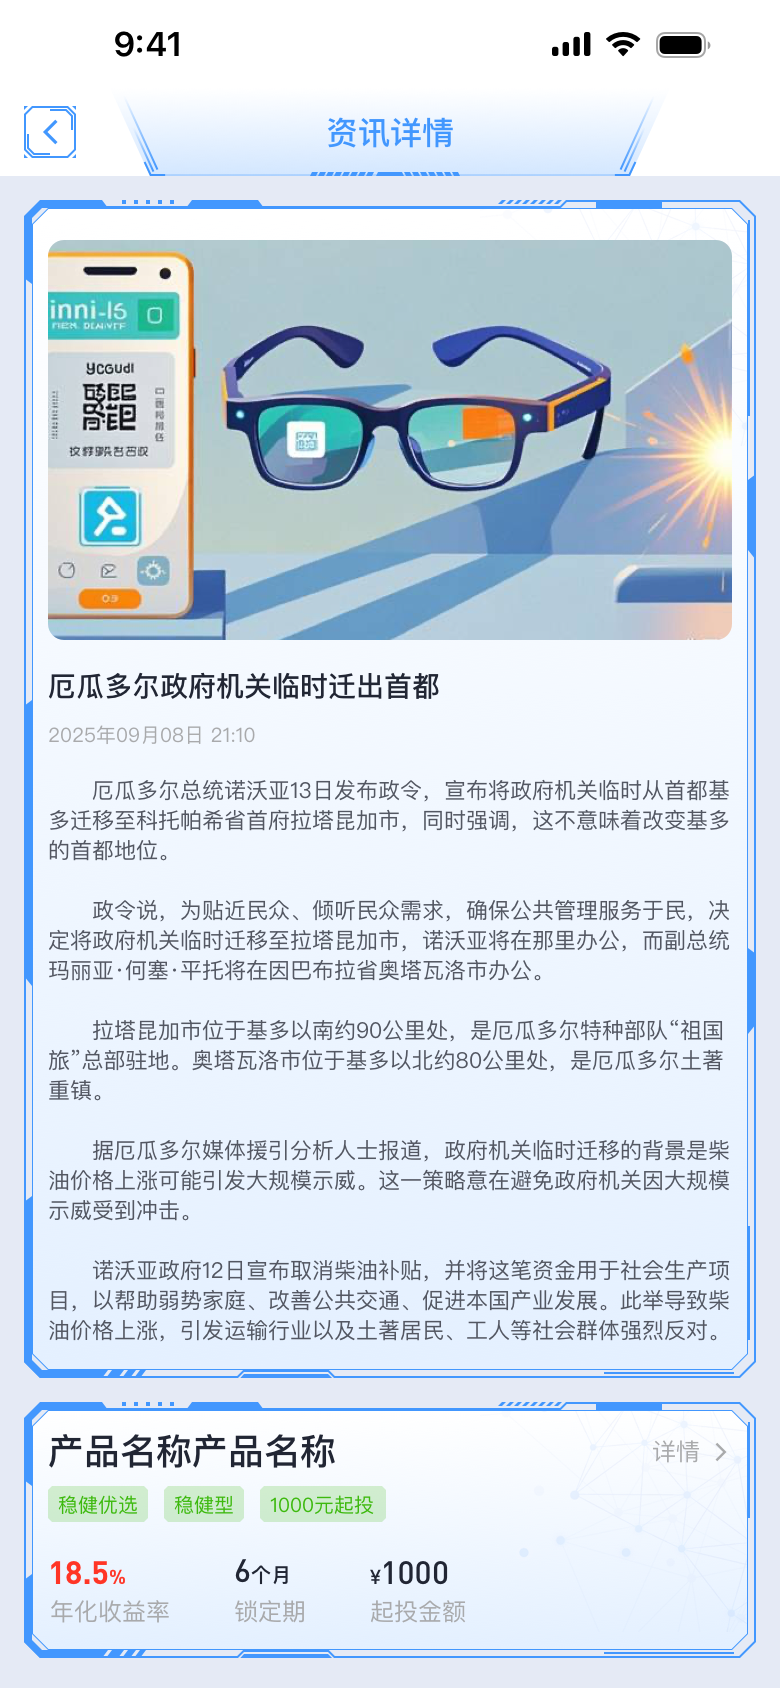 9:41
资讯详情
inni-l6
ycGudl
03
厄瓜多尔政府机关临时迁出首都
2025年09月08日 21:10
厄瓜多尔总统诺沃亚13日发布政令，宣布将政府机关临时从首都基
多迁移至科托帕希省首府拉塔昆加市，同时强调，这不意味着改变基多
的首都地位。
政令说，为贴近民众、倾听民众需求，确保公共管理服务于民，决
定将政府机关临时迁移至拉塔昆加市，诺沃亚将在那里办公，而副总统
玛丽亚·何塞·平托将在因巴布拉省奥塔瓦洛市办公。
拉塔昆加市位于基多以南约90公里处，是厄瓜多尔特种部队“祖国
旅”总部驻地。奥塔瓦洛市位于基多以北约80公里处，是厄瓜多尔土著
重镇。
据厄瓜多尔媒体援引分析人士报道，政府机关临时迁移的背景是柴
油价格上涨可能引发大规模示威。这一策略意在避免政府机关因大规模
示威受到冲击。
诺沃亚政府12日宣布取消柴油补贴，并将这笔资金用于社会生产项
目，以帮助弱势家庭、改善公共交通、促进本国产业发展。此举导致柴
油价格上涨，引发运输行业以及土著居民、工人等社会群体强烈反对。
产品名称产品名称
详情
稳健优选 稳健型 1000元起投
18.5% 6个月 ¥1000
年化收益率 锁定期 起投金额